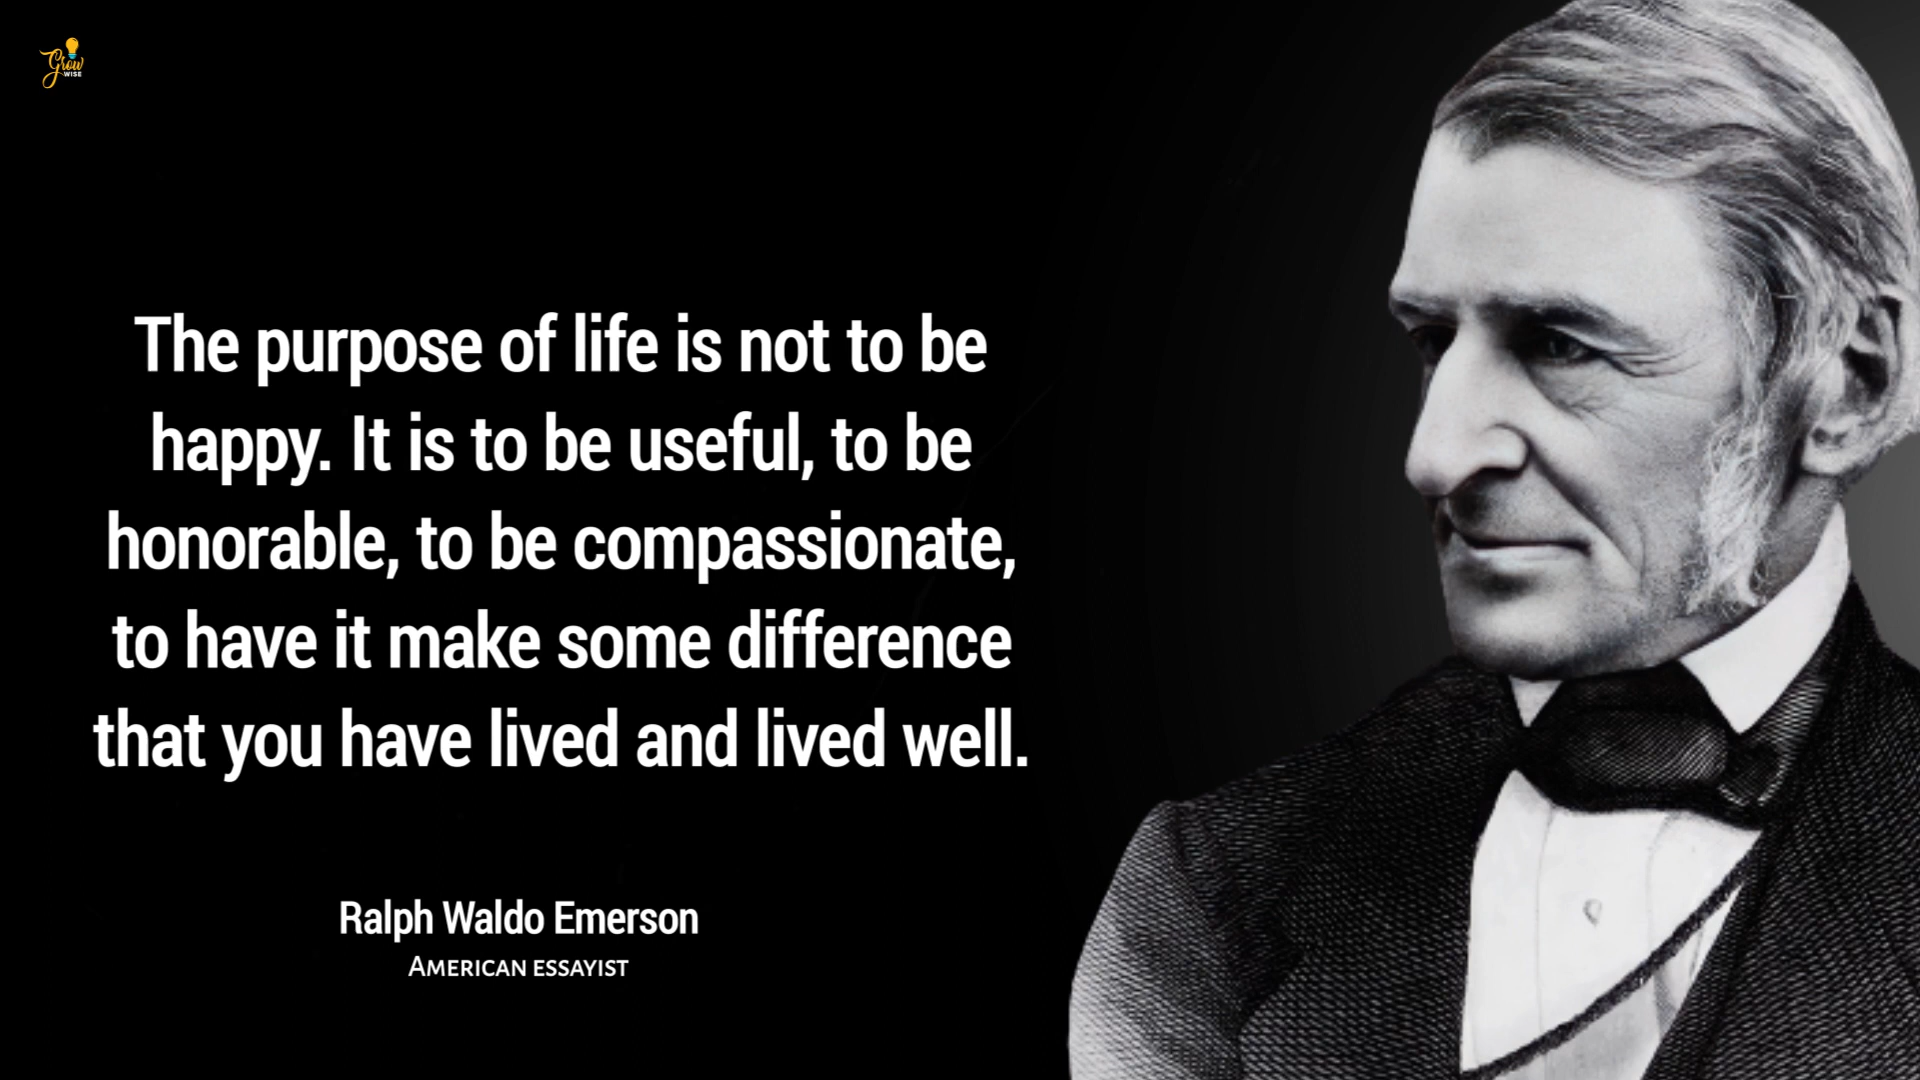 Grow
WISE
The purpose of life is not to be
happy. It is to be useful, to be
honorable, to be compassionate,
to have it make some difference
that you have lived and lived well.
Ralph Waldo Emerson
American essayist